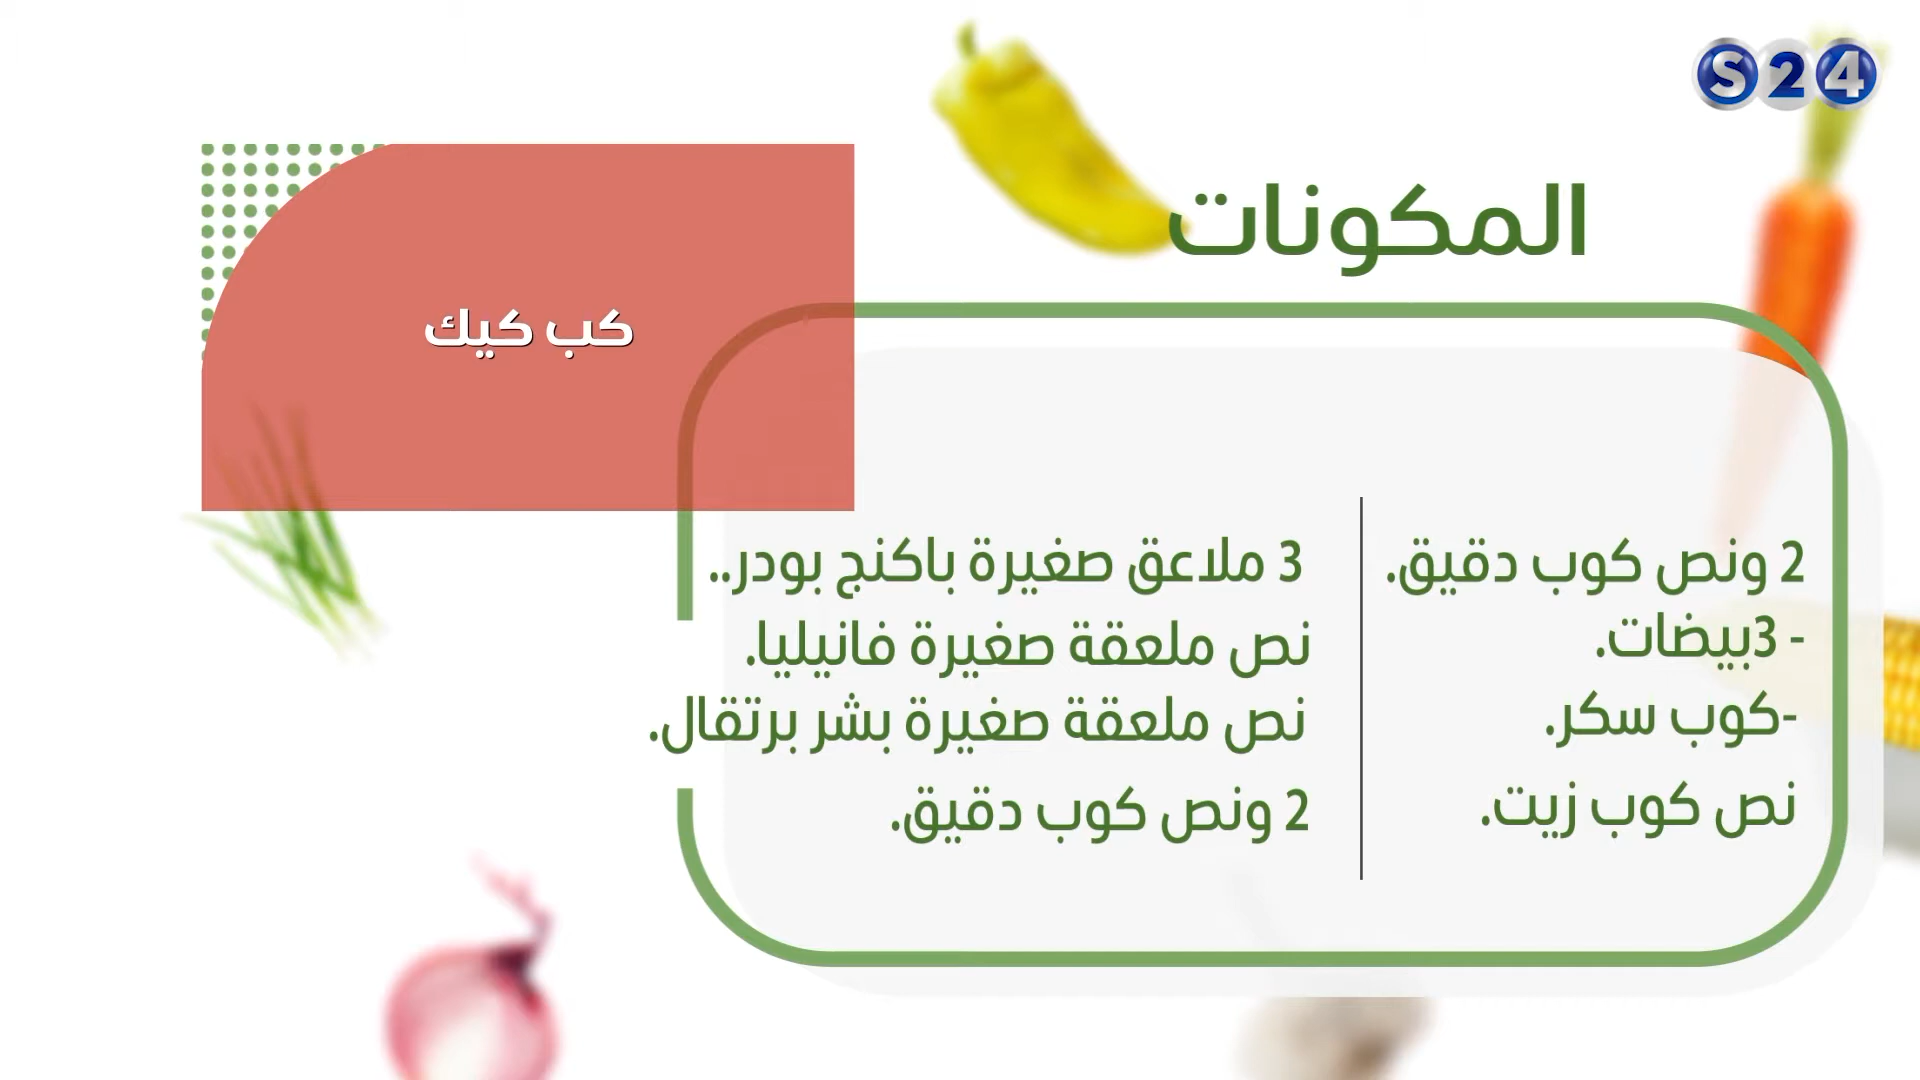 S24
المكونات
كب كيك
2 ونص كوب دقيق.
- 3بيضات.
-كوب سكر.
نص كوب زيت.
3 ملاعق صغيرة باكنج بودر..
نص ملعقة صغيرة فانيليا.
نص ملعقة صغيرة بشر برتقال.
2 ونص كوب دقيق.